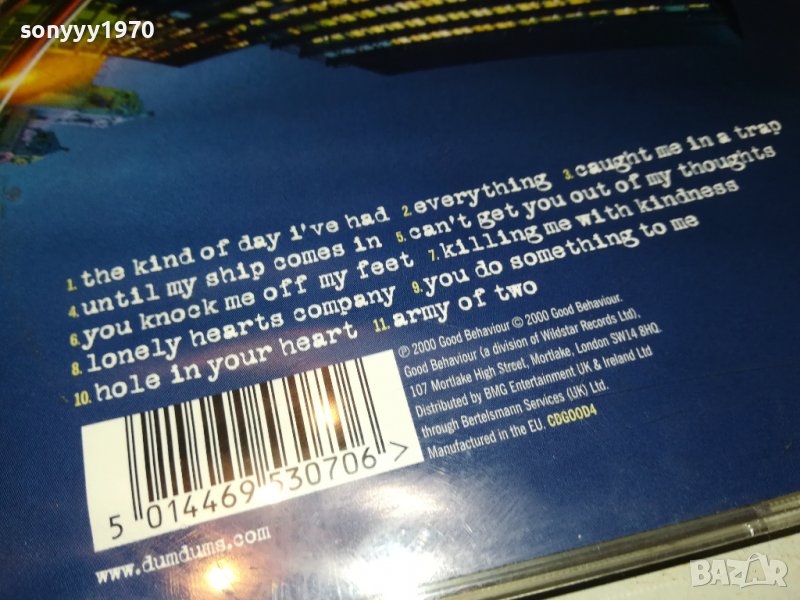 sonyyy1970
1. the kind of day i've had 2. everything 3. caught me in a trap
4. until my ship comes in 5. can't get you out of my thoughts
6. you knock me off my feet 7. killing me with kindness
8. lonely hearts company 9. you do something to me
10. hole in your heart 11. army of two
℗ 2000 Good Behaviour © 2000 Good Behaviour.
Good Behaviour (a division of Wildstar Records Ltd),
107 Mortlake High Street, Mortlake, London SW14 8HQ.
Distributed by BMG Entertainment UK & Ireland Ltd
through Bertelsmann Services (UK) Ltd.
Manufactured in the EU. CDGOOD4
5 014469 530706 >
www.dumdums.com
BAZAR